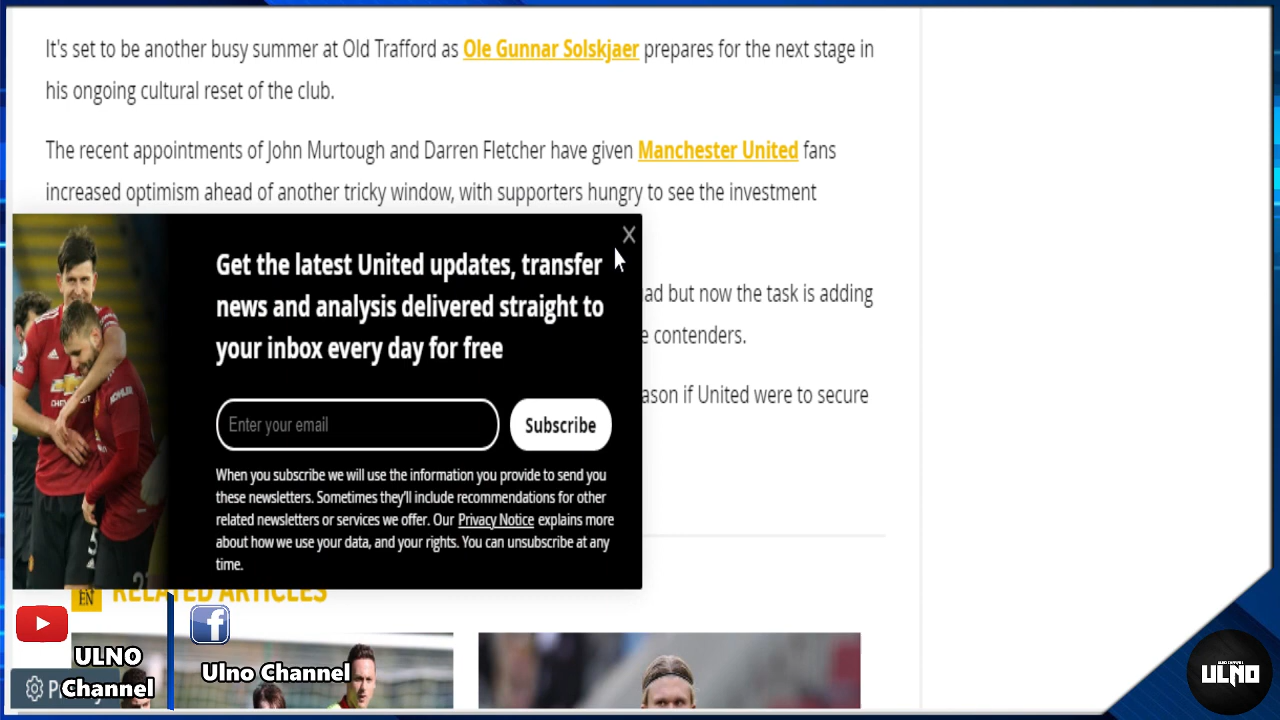 It's set to be another busy summer at Old Trafford as Ole Gunnar Solskjaer prepares for the next stage in
his ongoing cultural reset of the club.
The recent appointments of John Murtough and Darren Fletcher have given Manchester United fans
increased optimism ahead of another tricky window, with supporters hungry to see the investment
but now the task is adding
contenders.
if United were to secure
X
Get the latest United updates, transfer
news and analysis delivered straight to
your inbox every day for free
Enter your email
Subscribe
When you subscribe we will use the information you provide to send you
these newsletters. Sometimes they'll include recommendations for other
related newsletters or services we offer. Our Privacy Notice explains more
about how we use your data, and your rights. You can unsubscribe at any
time.
EN
RELATED ARTICLES
ULNO
Channel
Ulno Channel
ULNO